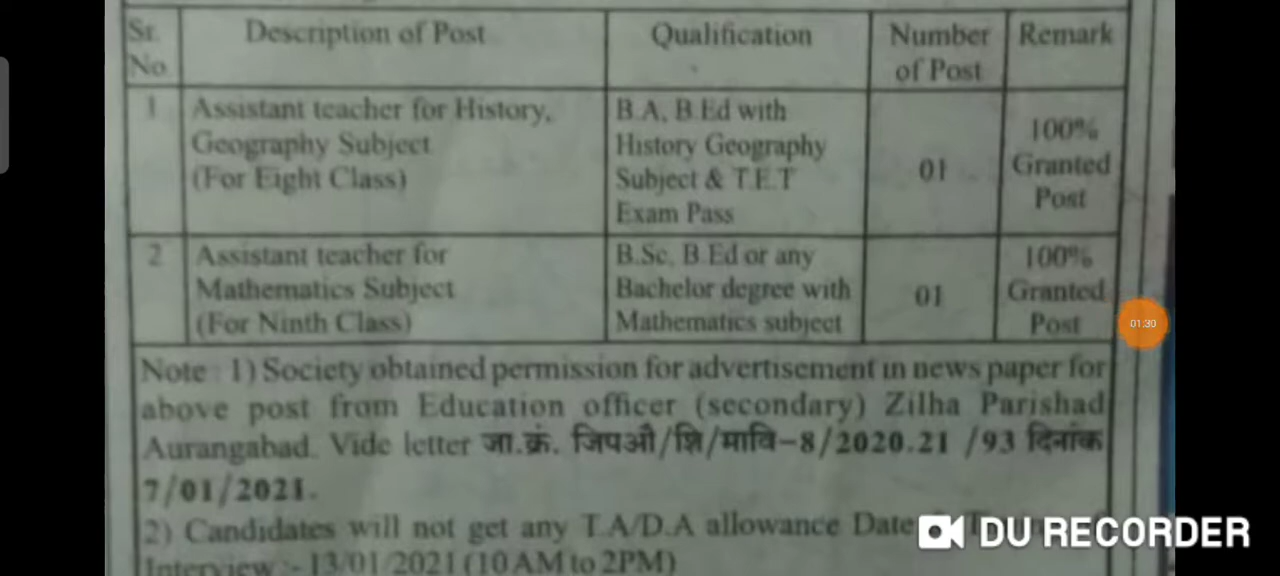 Sr. No. Description of Post Qualification Number of Post Remark
1 Assistant teacher for History, Geography Subject (For Eight Class) B.A, B.Ed with History Geography Subject & T.E.T Exam Pass 01 100% Granted Post
2 Assistant teacher for Mathematics Subject (For Ninth Class) B.Sc, B.Ed or any Bachelor degree with Mathematics subject 01 100% Granted Post
Note : 1) Society obtained permission for advertisement in news paper for
above post from Education officer (secondary) Zilha Parishad
Aurangabad. Vide letter जा.क्रं. जिपऔ/शि/मावि-8/2020.21 /93 दिनांक
7/01/2021.
2) Candidates will not get any T.A/D.A allowance Date
Interview :- 13/01/2021 (10 AM to 2PM)
01:30
DU RECORDER